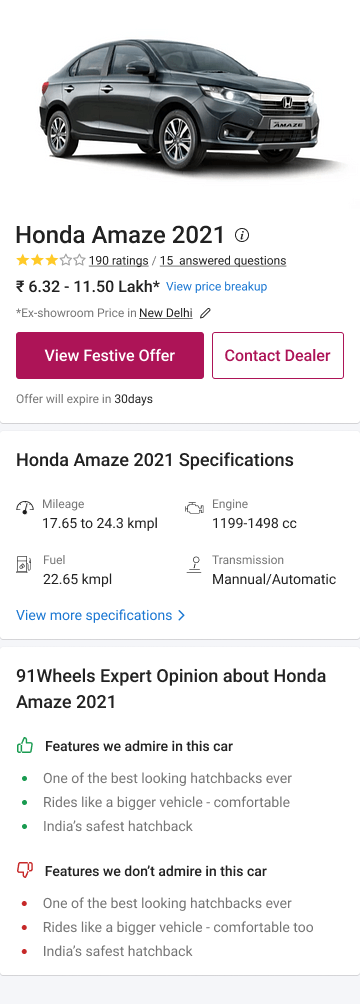 AMAZE
Honda Amaze 2021
190 ratings / 15 answered questions
₹ 6.32 - 11.50 Lakh* View price breakup
*Ex-showroom Price in New Delhi
View Festive Offer
Contact Dealer
Offer will expire in 30days
Honda Amaze 2021 Specifications
Mileage
17.65 to 24.3 kmpl
Engine
1199-1498 cc
Fuel
22.65 kmpl
Transmission
Mannual/Automatic
View more specifications
91Wheels Expert Opinion about Honda
Amaze 2021
Features we admire in this car
One of the best looking hatchbacks ever
Rides like a bigger vehicle - comfortable
India's safest hatchback
Features we don't admire in this car
One of the best looking hatchbacks ever
Rides like a bigger vehicle - comfortable too
India's safest hatchback